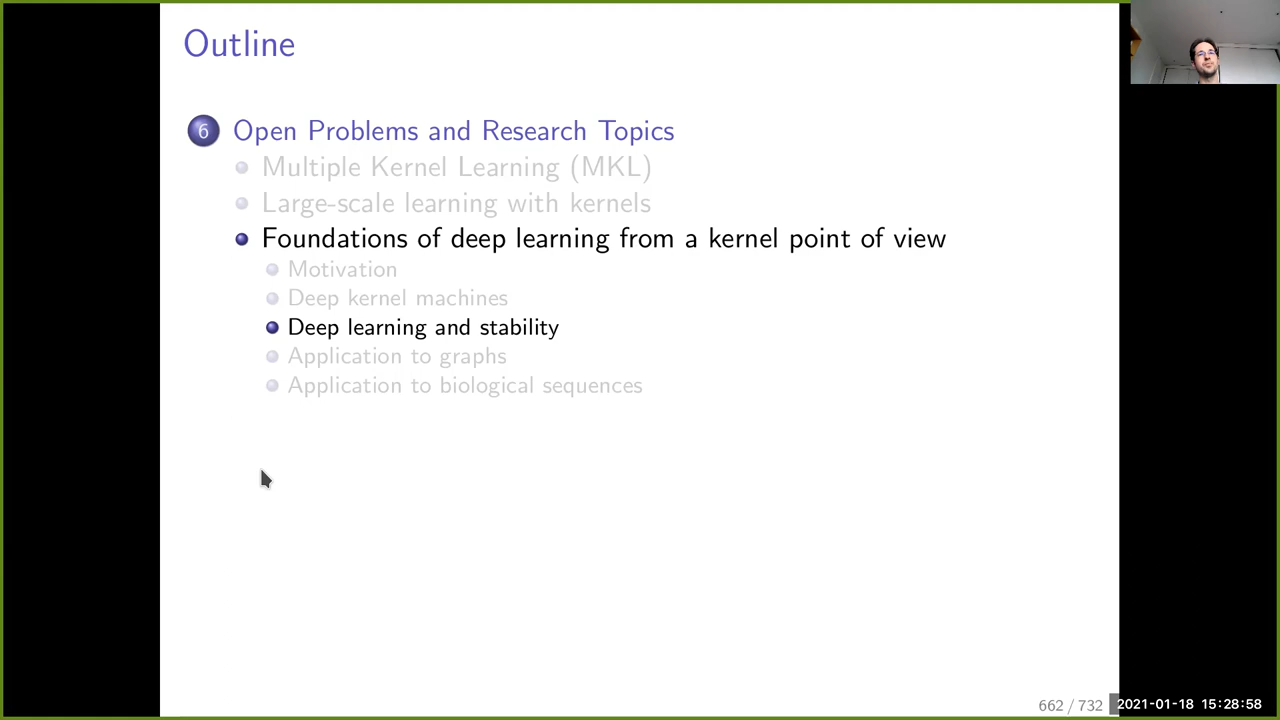 Outline
6 Open Problems and Research Topics
Multiple Kernel Learning (MKL)
Large-scale learning with kernels
Foundations of deep learning from a kernel point of view
Motivation
Deep kernel machines
Deep learning and stability
Application to graphs
Application to biological sequences
662 / 732
2021-01-18 15:28:58